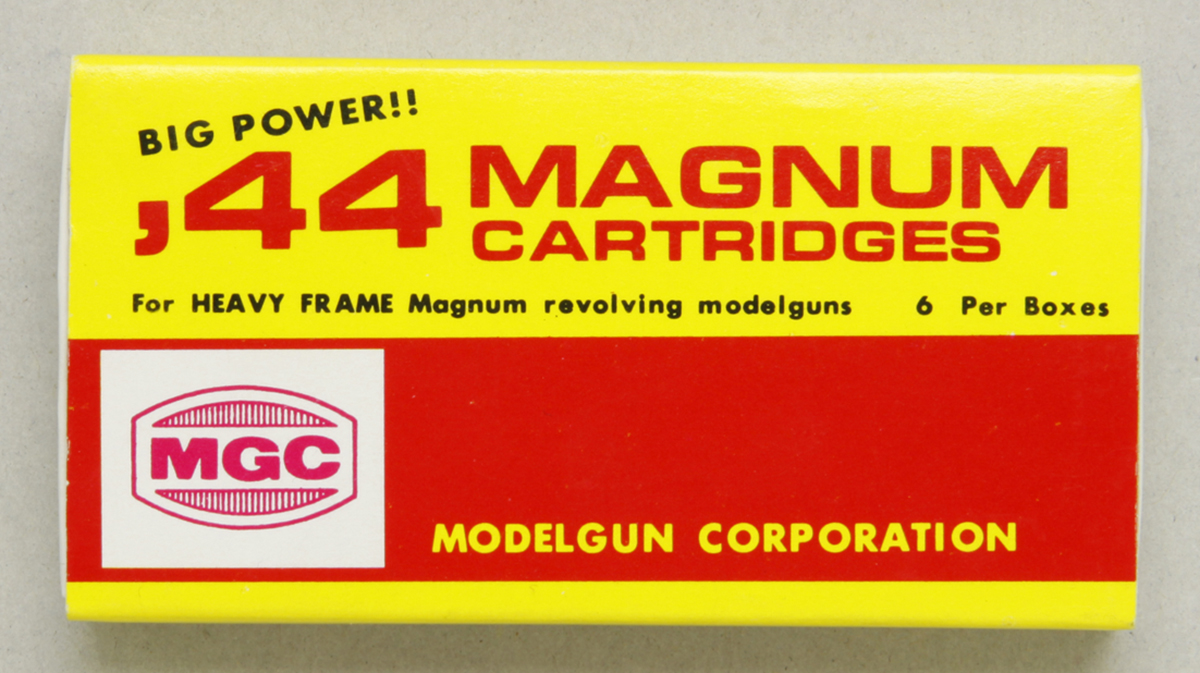 BIG POWER!!
,44 MAGNUM
CARTRIDGES
For HEAVY FRAME Magnum revolving modelguns 6 Per Boxes
MGC
MODELGUN CORPORATION